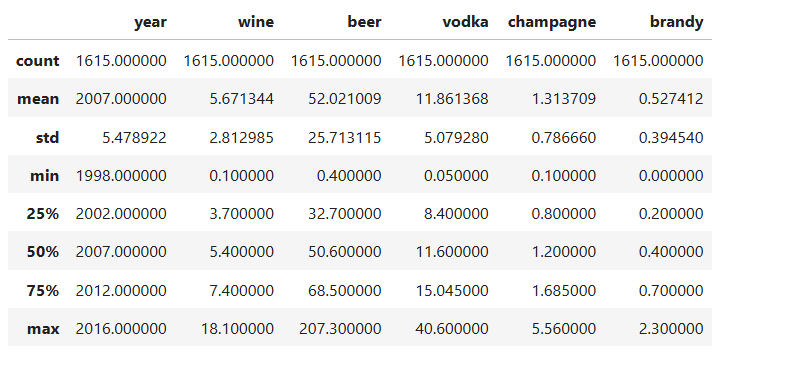 year wine beer vodka champagne brandy
count 1615.000000 1615.000000 1615.000000 1615.000000 1615.000000 1615.000000
mean 2007.000000 5.671344 52.021009 11.861368 1.313709 0.527412
std 5.478922 2.812985 25.713115 5.079280 0.786660 0.394540
min 1998.000000 0.100000 0.400000 0.050000 0.100000 0.000000
25% 2002.000000 3.700000 32.700000 8.400000 0.800000 0.200000
50% 2007.000000 5.400000 50.600000 11.600000 1.200000 0.400000
75% 2012.000000 7.400000 68.500000 15.045000 1.685000 0.700000
max 2016.000000 18.100000 207.300000 40.600000 5.560000 2.300000